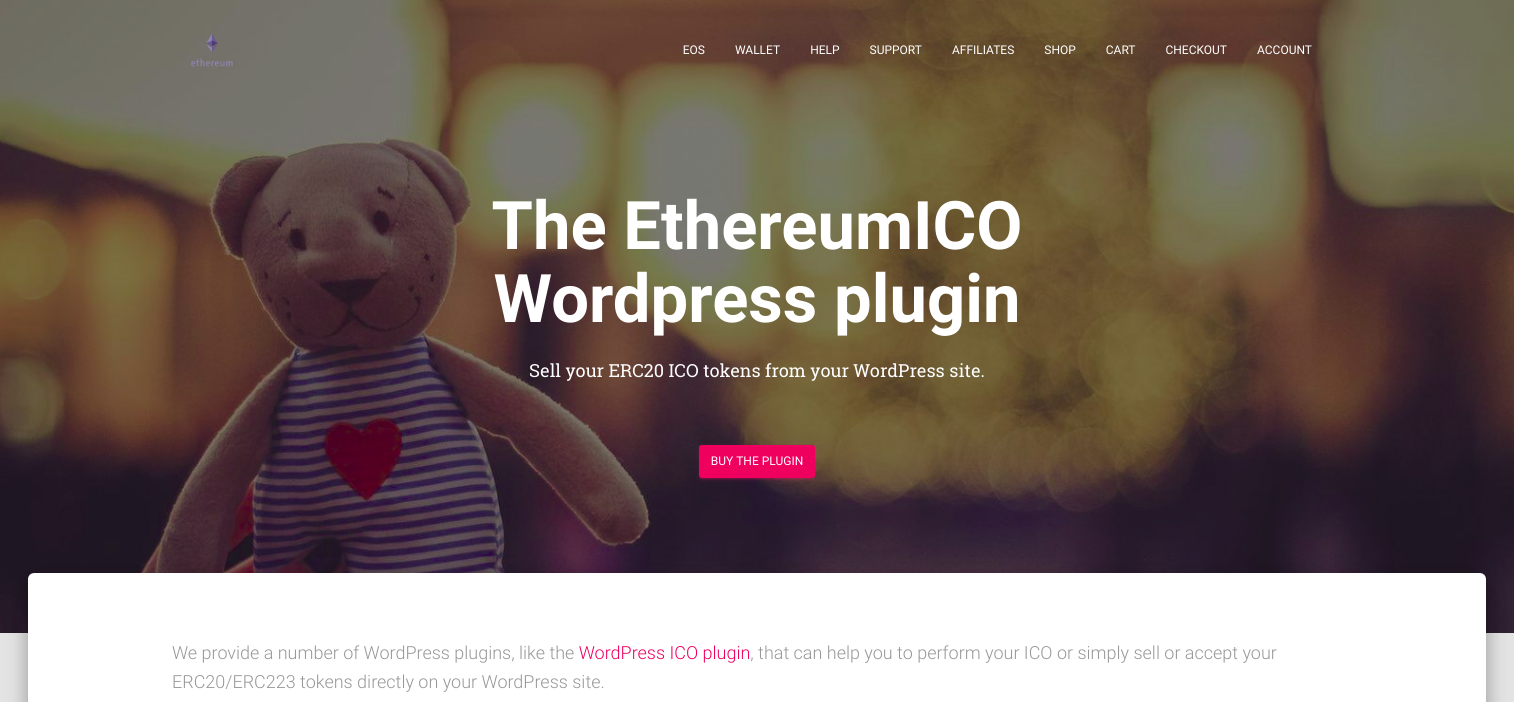 ethereum
EOS WALLET HELP SUPPORT AFFILIATES SHOP CART CHECKOUT ACCOUNT
The EthereumICO
Wordpress plugin
Sell your ERC20 ICO tokens from your WordPress site.
BUY THE PLUGIN
We provide a number of WordPress plugins, like the WordPress ICO plugin, that can help you to perform your ICO or simply sell or accept your
ERC20/ERC223 tokens directly on your WordPress site.